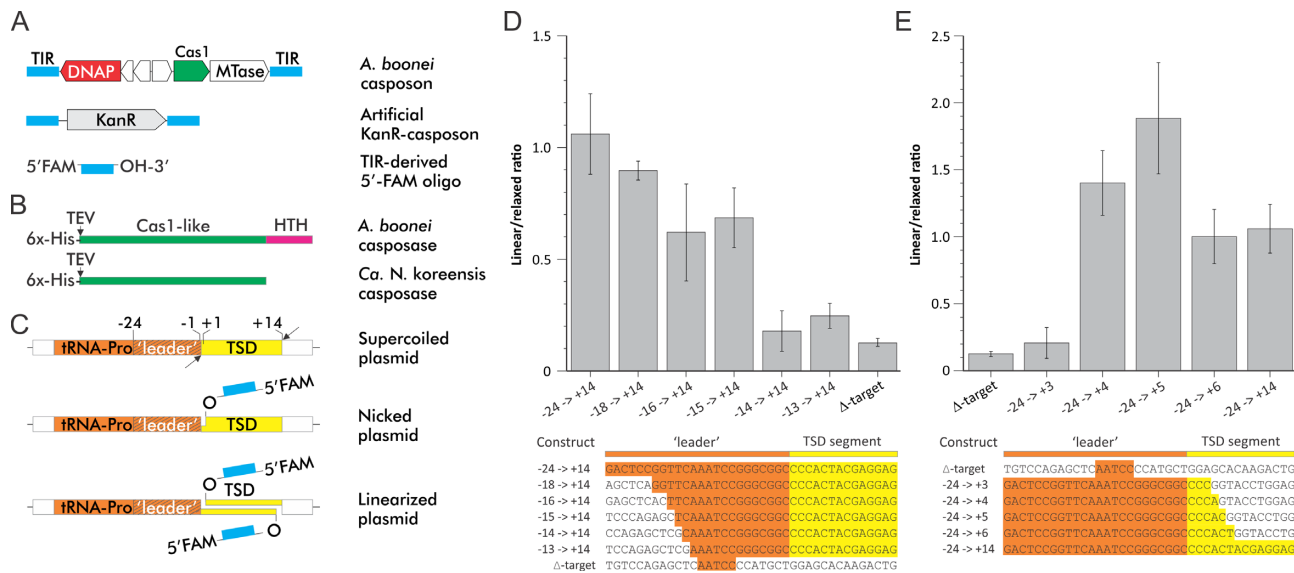 A
TIR
DNAP
Cas1
MTase
TIR
A. boonei
casposon
KanR
Artificial
KanR-casposon
5'FAM
OH-3'
TIR-derived
5'-FAM oligo
B
TEV
6x-His
Cas1-like
HTH
A. boonei
casposase
TEV
6x-His
Ca. N. koreensis
casposase
C
-24 -1 +1 +14
tRNA-Pro 'leader' TSD
Supercoiled
plasmid
5'FAM
tRNA-Pro 'leader' TSD
Nicked
plasmid
5'FAM
TSD
tRNA-Pro 'leader'
5'FAM
Linearized
plasmid
D
Linear/relaxed ratio
1.5
1.0
0.5
0
-24 -> +14
-18 -> +14
-16 -> +14
-15 -> +14
-14 -> +14
-13 -> +14
Δ-target
Construct 'leader' TSD segment
-24 -> +14 GACTCCGGTTCAAATCCGGGCGGCCCCACTACGAGGAG
-18 -> +14 AGCTCAGGTTCAAATCCGGGCGGCCCCACTACGAGGAG
-16 -> +14 GAGCTCACTTCAAATCCGGGCGGCCCCACTACGAGGAG
-15 -> +14 TCCCAGAGCTCAAATCCGGGCGGCCCCACTACGAGGAG
-14 -> +14 CCAGAGCTCGCAAATCCGGGCGGCCCCACTACGAGGAG
-13 -> +14 TCCAGAGCTCGAAATCCGGGCGGCCCCACTACGAGGAG
Δ-target TGTCCAGAGCTCAATCCCCATGCTGGAGCACAAGACTG
E
Linear/relaxed ratio
2.5
2.0
1.5
1.0
0.5
0
Δ-target
-24 -> +3
-24 -> +4
-24 -> +5
-24 -> +6
-24 -> +14
Construct 'leader' TSD segment
Δ-target TGTCCAGAGCTCAATCCCCATGCTGGAGCACAAGACTG
-24 -> +3 GACTCCGGTTCAAATCCGGGCGGCCCCGGTACCTGGAG
-24 -> +4 GACTCCGGTTCAAATCCGGGCGGCCCCAGTACCTGGAG
-24 -> +5 GACTCCGGTTCAAATCCGGGCGGCCCCACGGTACCTGG
-24 -> +6 GACTCCGGTTCAAATCCGGGCGGCCCCACTGGTACCTG
-24 -> +14 GACTCCGGTTCAAATCCGGGCGGCCCCACTACGAGGAG